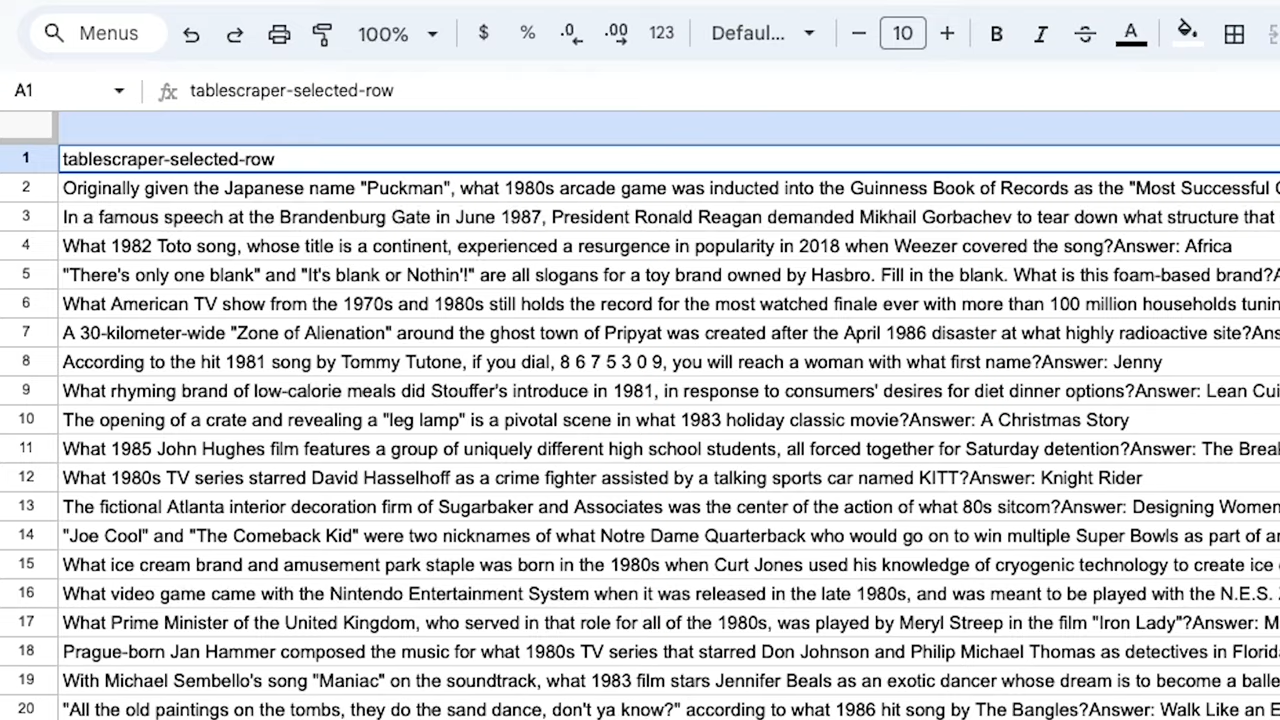 Menus 100% $ % .0 .00 123 Defaul... 10 B I A
A1 fx tablescraper-selected-row
1 tablescraper-selected-row
2 Originally given the Japanese name "Puckman", what 1980s arcade game was inducted into the Guinness Book of Records as the "Most Successful
3 In a famous speech at the Brandenburg Gate in June 1987, President Ronald Reagan demanded Mikhail Gorbachev to tear down what structure that
4 What 1982 Toto song, whose title is a continent, experienced a resurgence in popularity in 2018 when Weezer covered the song?Answer: Africa
5 "There's only one blank" and "It's blank or Nothin'!" are all slogans for a toy brand owned by Hasbro. Fill in the blank. What is this foam-based brand?
6 What American TV show from the 1970s and 1980s still holds the record for the most watched finale ever with more than 100 million households tunin
7 A 30-kilometer-wide "Zone of Alienation" around the ghost town of Pripyat was created after the April 1986 disaster at what highly radioactive site?Ans
8 According to the hit 1981 song by Tommy Tutone, if you dial, 8 6 7 5 3 0 9, you will reach a woman with what first name?Answer: Jenny
9 What rhyming brand of low-calorie meals did Stouffer's introduce in 1981, in response to consumers' desires for diet dinner options?Answer: Lean Cui
10 The opening of a crate and revealing a "leg lamp" is a pivotal scene in what 1983 holiday classic movie?Answer: A Christmas Story
11 What 1985 John Hughes film features a group of uniquely different high school students, all forced together for Saturday detention?Answer: The Brea
12 What 1980s TV series starred David Hasselhoff as a crime fighter assisted by a talking sports car named KITT?Answer: Knight Rider
13 The fictional Atlanta interior decoration firm of Sugarbaker and Associates was the center of the action of what 80s sitcom?Answer: Designing Women
14 "Joe Cool" and "The Comeback Kid" were two nicknames of what Notre Dame Quarterback who would go on to win multiple Super Bowls as part of an
15 What ice cream brand and amusement park staple was born in the 1980s when Curt Jones used his knowledge of cryogenic technology to create ice
16 What video game came with the Nintendo Entertainment System when it was released in the late 1980s, and was meant to be played with the N.E.S.
17 What Prime Minister of the United Kingdom, who served in that role for all of the 1980s, was played by Meryl Streep in the film "Iron Lady"?Answer: M
18 Prague-born Jan Hammer composed the music for what 1980s TV series that starred Don Johnson and Philip Michael Thomas as detectives in Florid
19 With Michael Sembello's song "Maniac" on the soundtrack, what 1983 film stars Jennifer Beals as an exotic dancer whose dream is to become a balle
20 "All the old paintings on the tombs, they do the sand dance, don't ya know?" according to what 1986 hit song by The Bangles?Answer: Walk Like an E